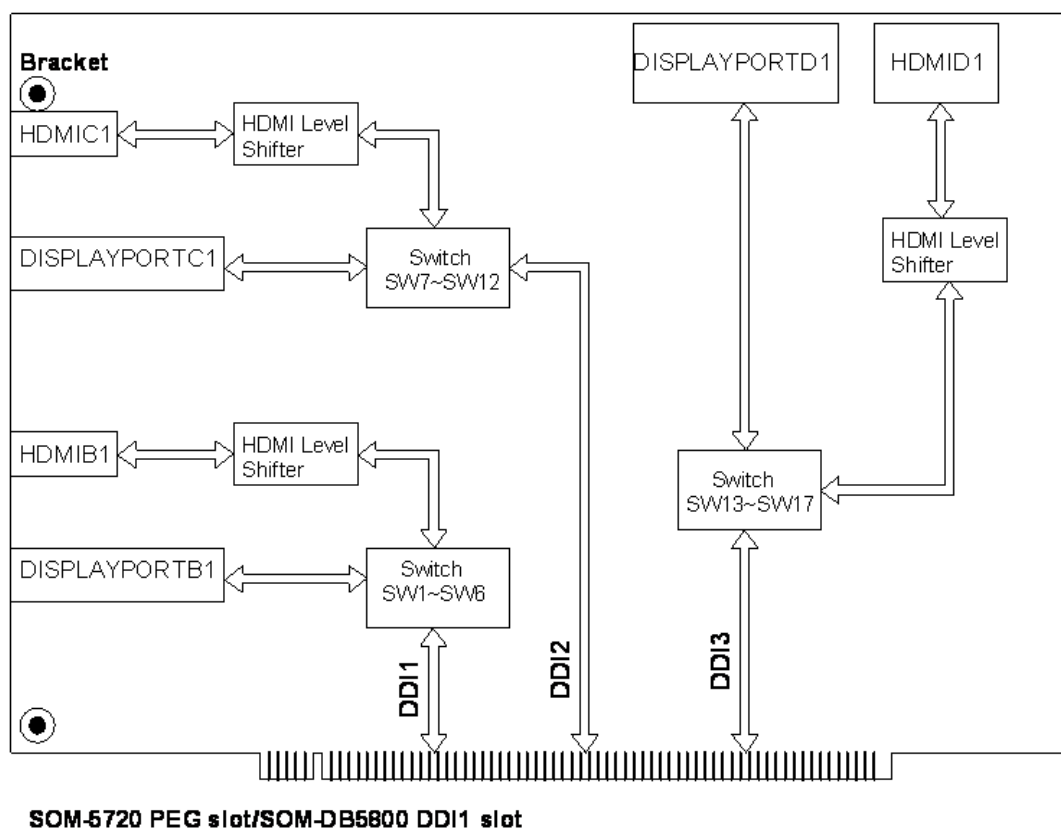 Bracket
HDMIC1
HDMI Level
Shifter
DISPLAYPORTC1
Switch
SW7~SW12
HDMIB1
HDMI Level
Shifter
DISPLAYPORTB1
Switch
SW1~SW6
DISPLAYPORTD1
HDMID1
HDMI Level
Shifter
Switch
SW13~SW17
DDI1
DDI2
DDI3
SOM-5720 PEG slot/SOM-DB5800 DDI1 slot